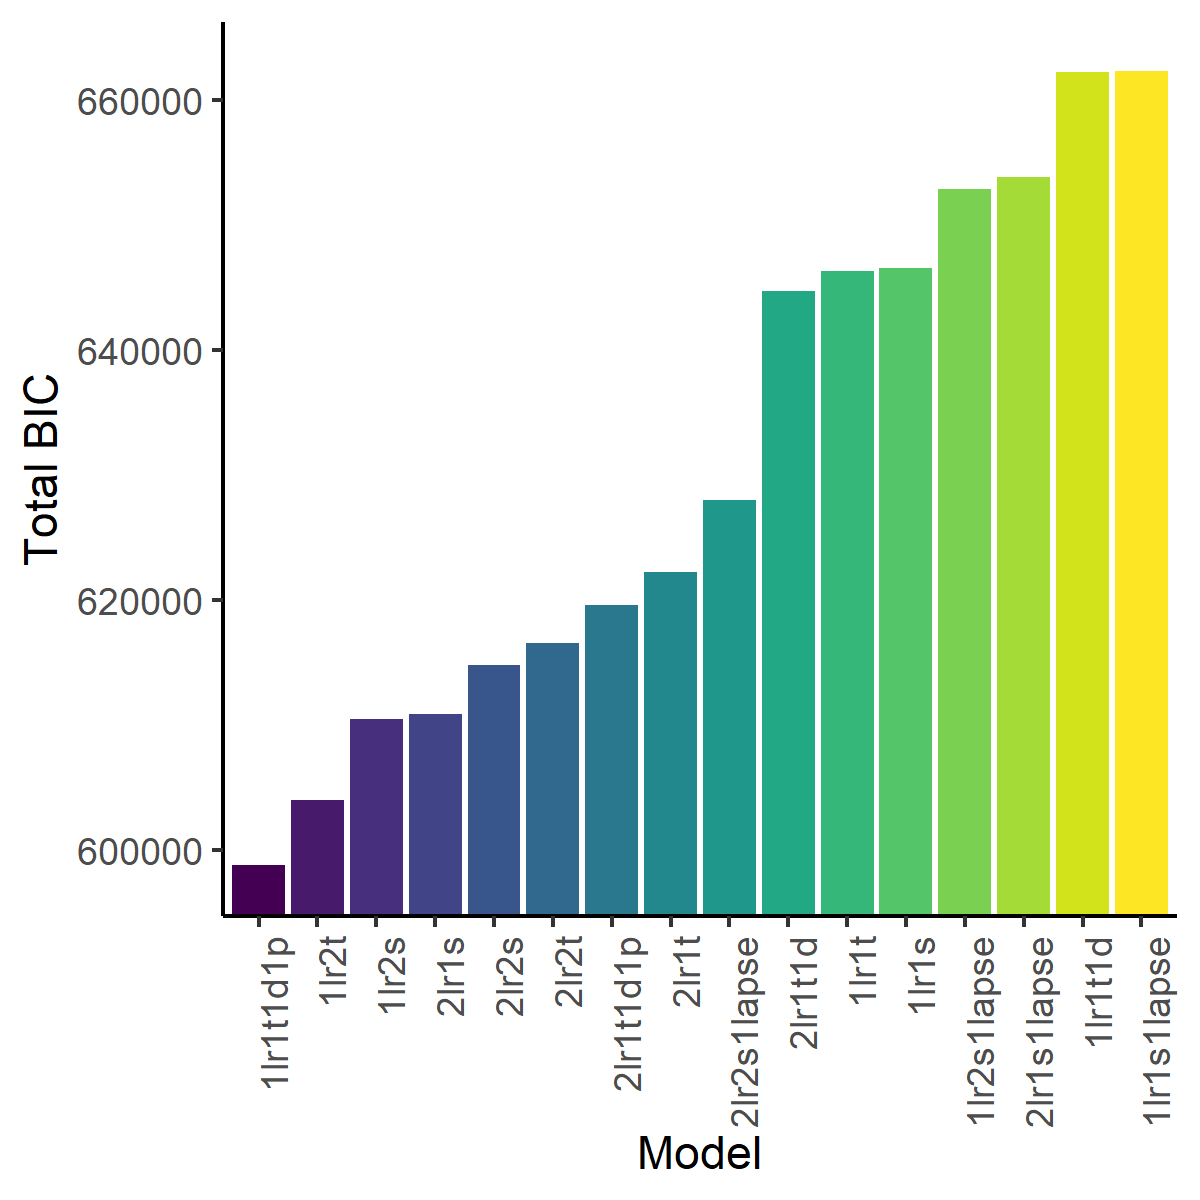 660000
640000
620000
600000
Total BIC
1lr1t1d1p
1lr2t
1lr2s
2lr1s
2lr2s
2lr2t
2lr1t1d1p
2lr1t
2lr2s1lapse
2lr1t1d
1lr1t
1lr1s
1lr2s1lapse
2lr1s1lapse
1lr1t1d
1lr1s1lapse
Model